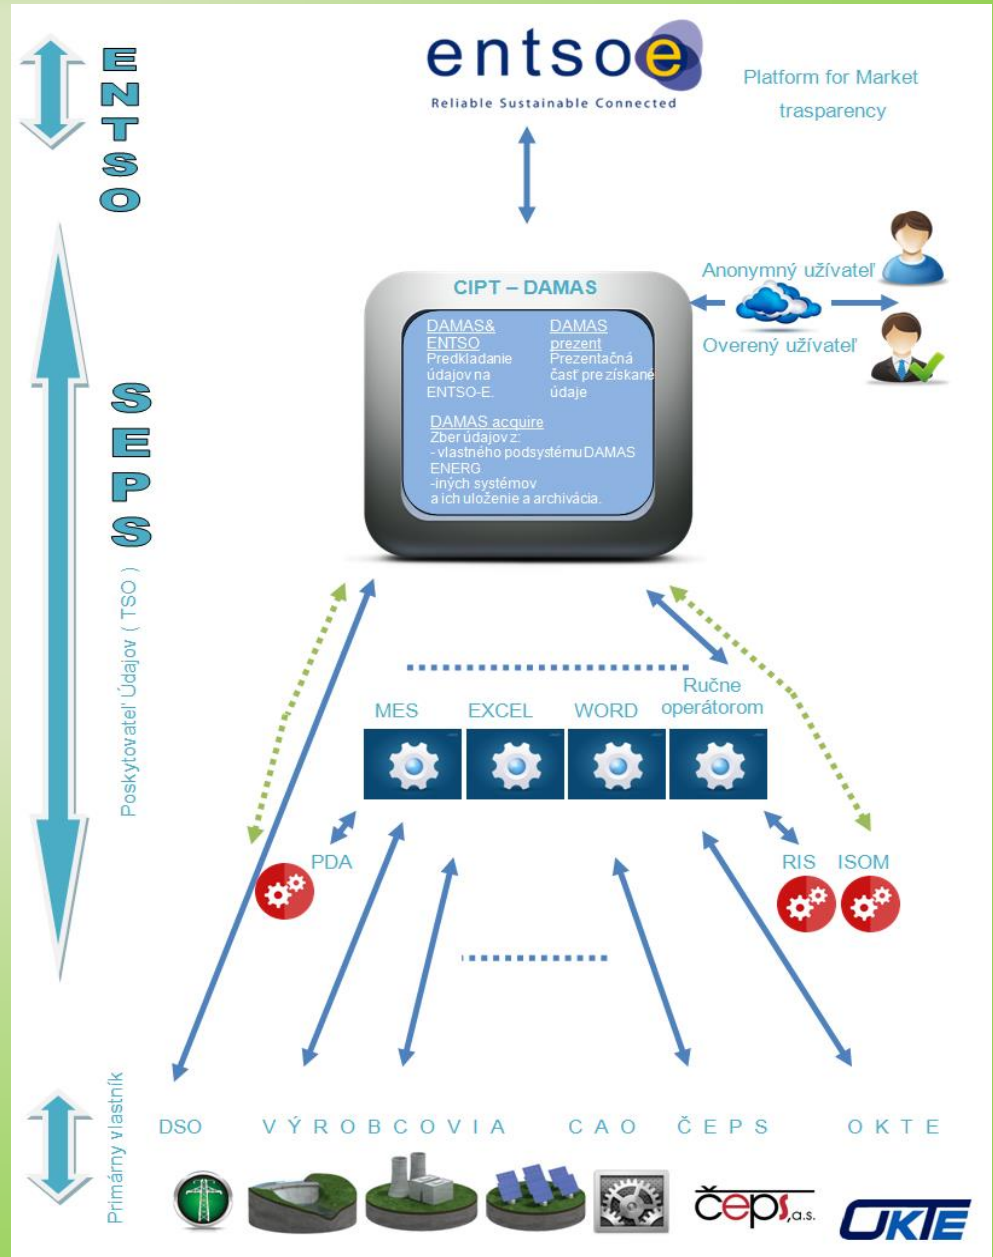 ENTSO
entsoe
Reliable Sustainable Connected
Platform for Market
trasparency
SEPS
Poskytovateľ Údajov ( TSO )
CIPT – DAMAS
DAMAS&
ENTSO
Predkladanie
údajov na
ENTSO-E.
DAMAS
prezent
Prezentačná
časť pre získané
údaje
DAMAS acquire
Zber údajov z:
- vlastného podsystému DAMAS
ENERG
-iných systémov
a ich uloženie a archivácia.
Anonymný užívateľ
Overený užívateľ
MES
EXCEL
WORD
Ručne
operátorom
PDA
RIS
ISOM
Primárny vlastník
DSO
VÝROBCOVIA
CAO
ČEPS
OKTE
čeps,a.s.
OKTE